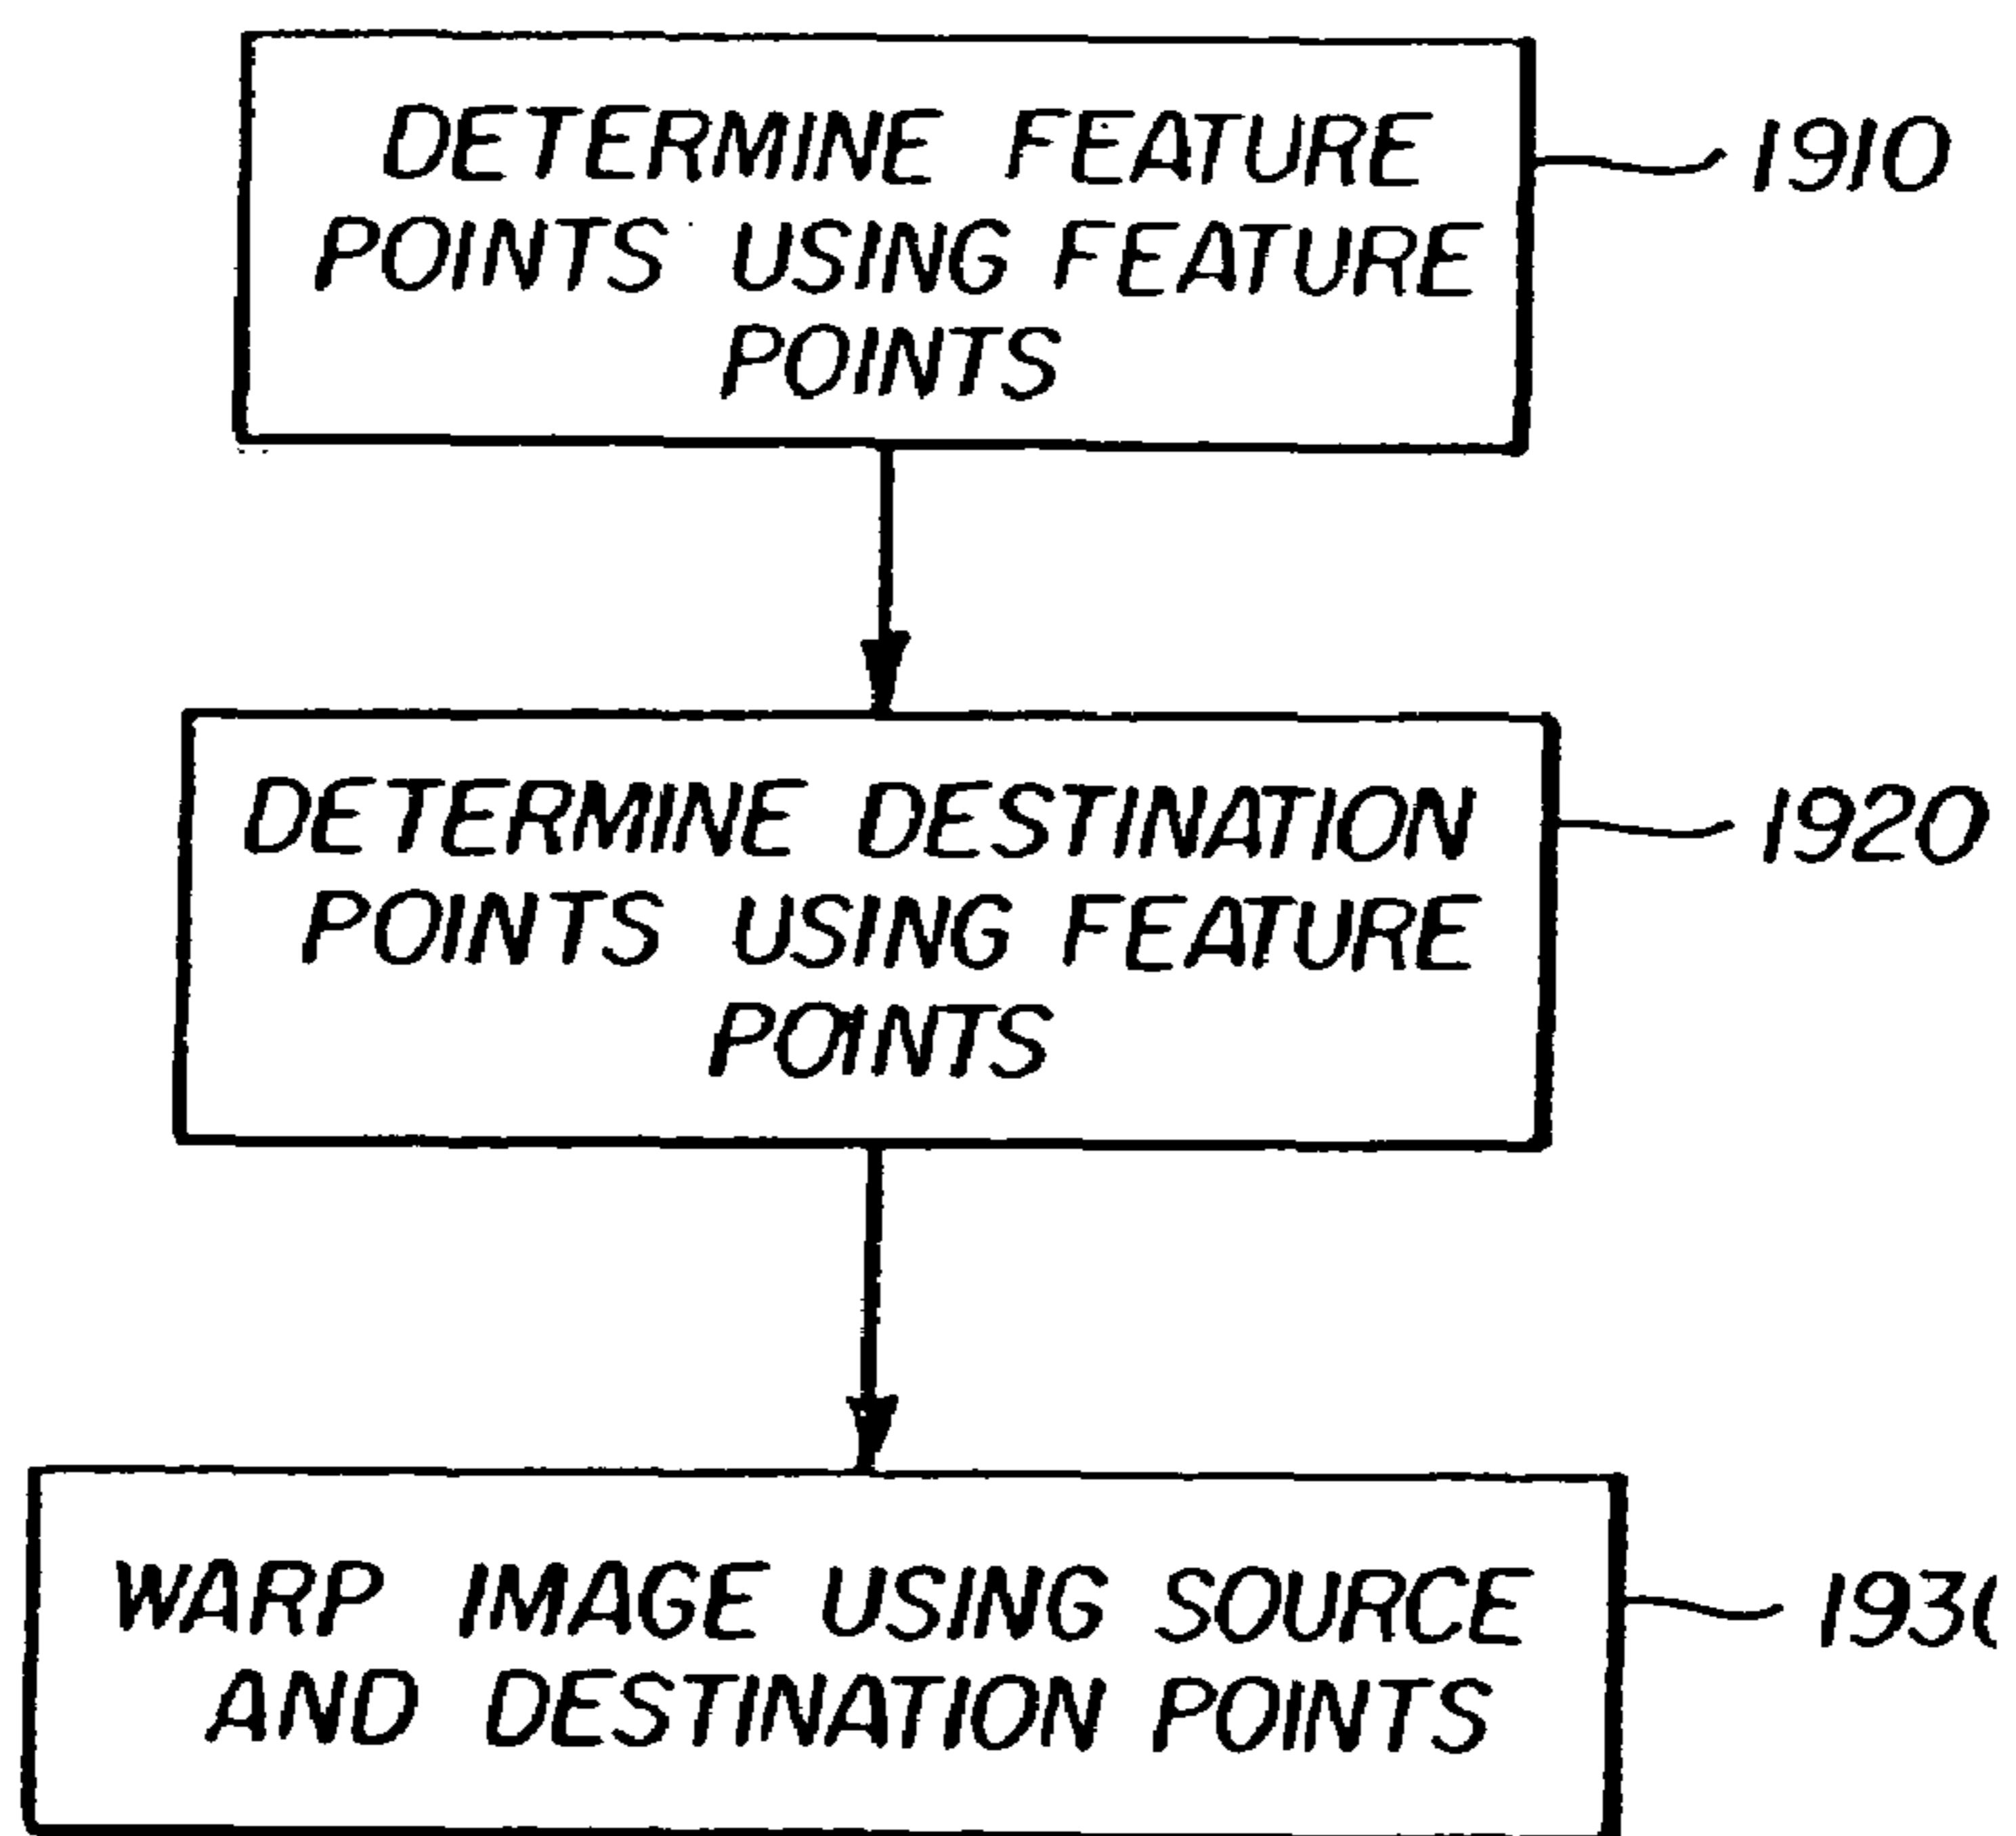 DETERMINE FEATURE
POINTS USING FEATURE
POINTS
1910
DETERMINE DESTINATION
POINTS USING FEATURE
POINTS
1920
WARP IMAGE USING SOURCE
AND DESTINATION POINTS